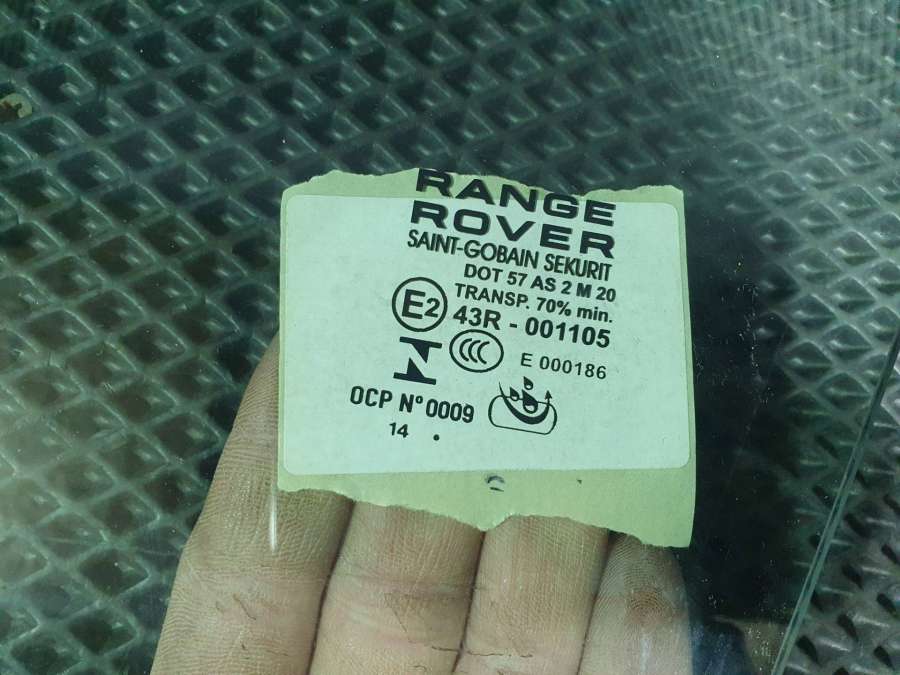 RANGE
ROVER
SAINT-GOBAIN SEKURIT
DOT 57 AS 2 M 20
TRANSP. 70% min.
E2 43R - 001105
CCC E 000186
OCP N° 0009
14 .